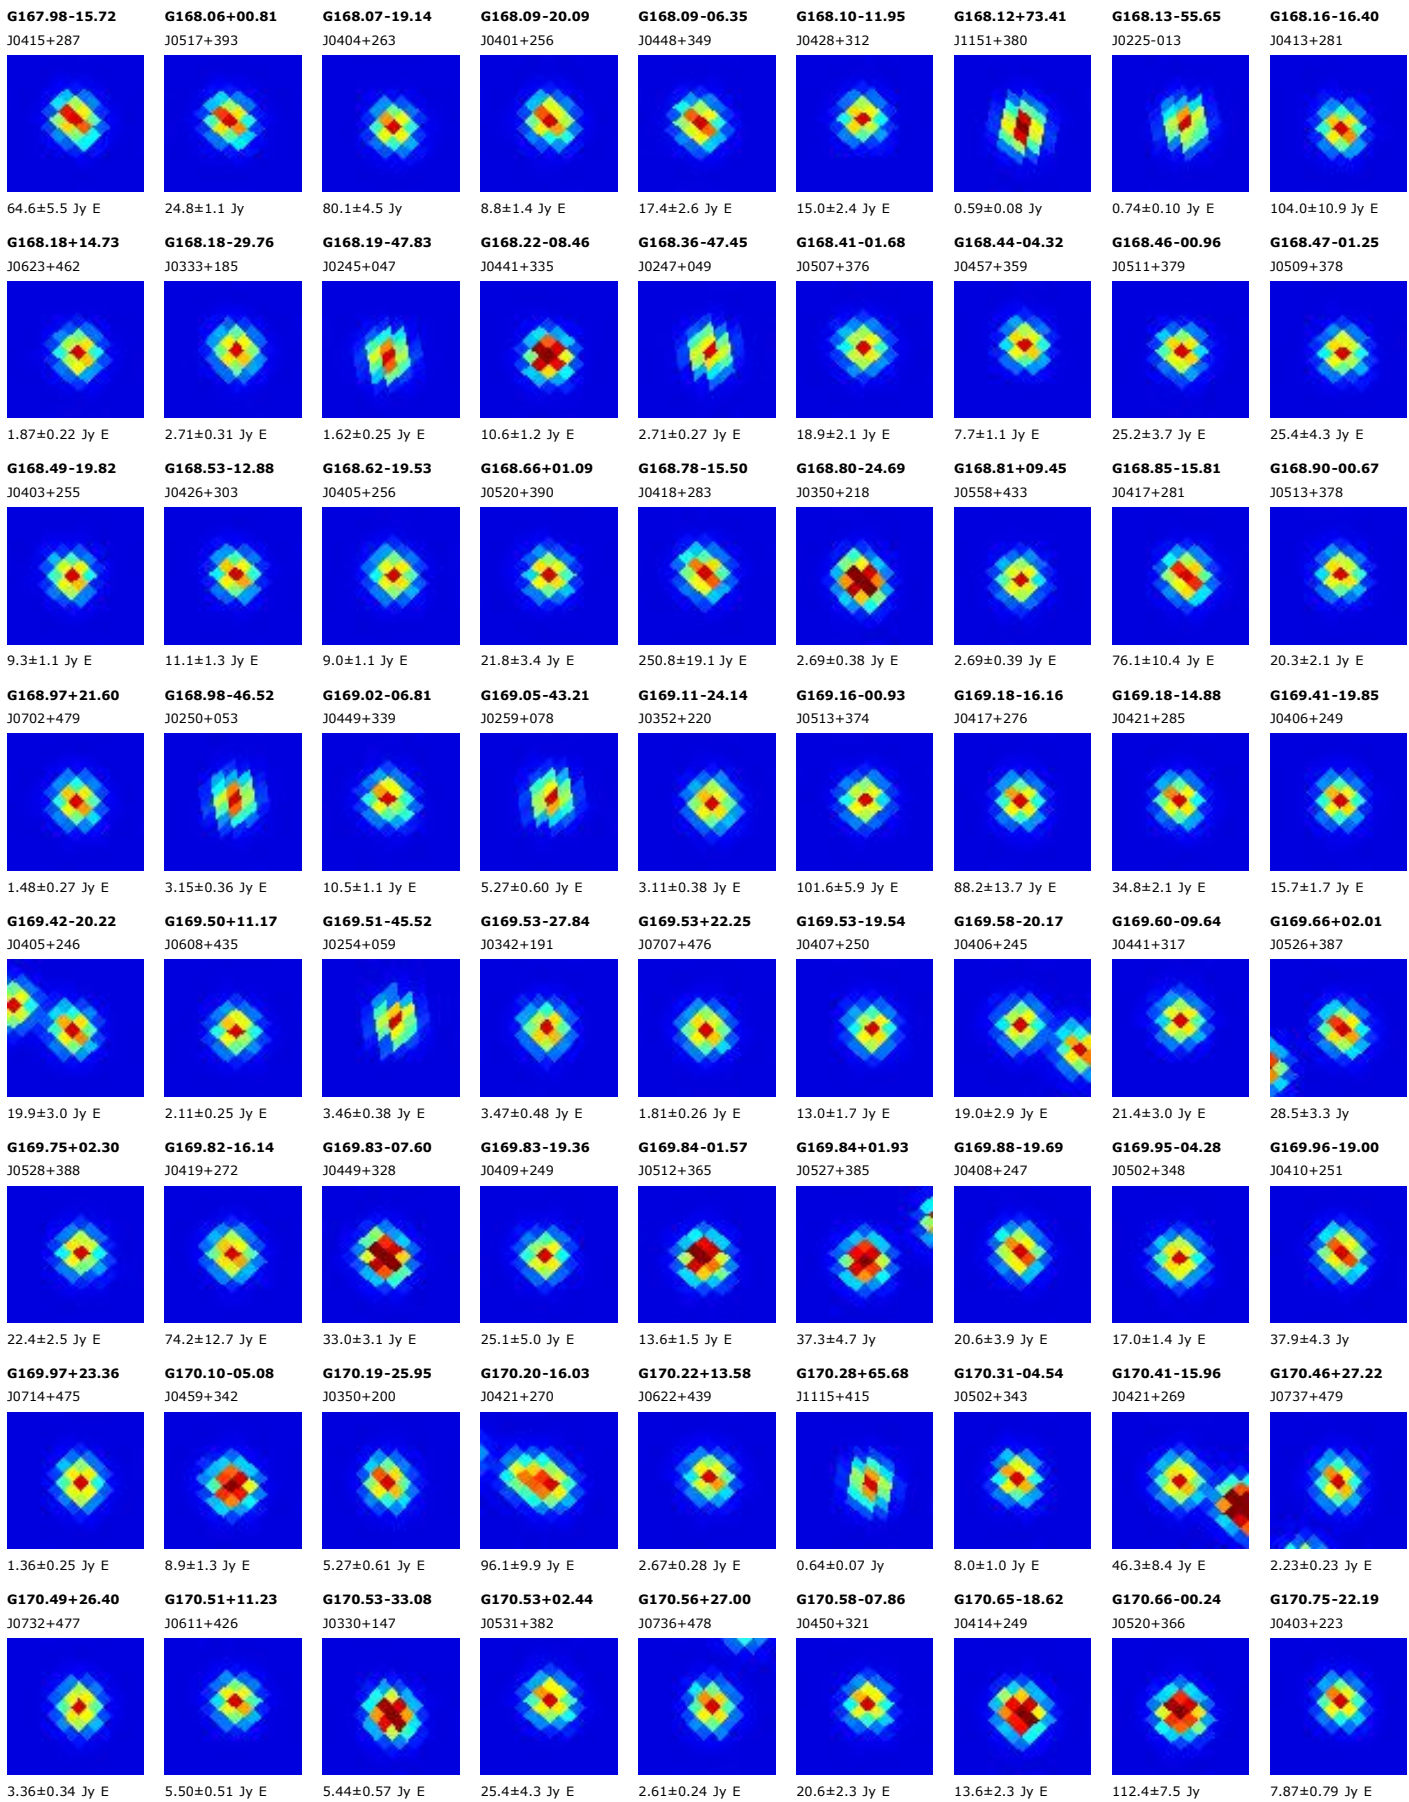 G167.98-15.72 G168.06+00.81 G168.07-19.14 G168.09-20.09 G168.09-06.35 G168.10-11.95 G168.12+73.41 G168.13-55.65 G168.16-16.40
J0415+287 J0517+393 J0404+263 J0401+256 J0448+349 J0428+312 J1151+380 J0225-013 J0413+281
64.6±5.5 Jy E 24.8±1.1 Jy 80.1±4.5 Jy 8.8±1.4 Jy E 17.4±2.6 Jy E 15.0±2.4 Jy E 0.59±0.08 Jy 0.74±0.10 Jy E 104.0±10.9 Jy E
G168.18+14.73 G168.18-29.76 G168.19-47.83 G168.22-08.46 G168.36-47.45 G168.41-01.68 G168.44-04.32 G168.46-00.96 G168.47-01.25
J0623+462 J0333+185 J0245+047 J0441+335 J0247+049 J0507+376 J0457+359 J0511+379 J0509+378
1.87±0.22 Jy E 2.71±0.31 Jy E 1.62±0.25 Jy E 10.6±1.2 Jy E 2.71±0.27 Jy E 18.9±2.1 Jy E 7.7±1.1 Jy E 25.2±3.7 Jy E 25.4±4.3 Jy E
G168.49-19.82 G168.53-12.88 G168.62-19.53 G168.66+01.09 G168.78-15.50 G168.80-24.69 G168.81+09.45 G168.85-15.81 G168.90-00.67
J0403+255 J0426+303 J0405+256 J0520+390 J0418+283 J0350+218 J0558+433 J0417+281 J0513+378
9.3±1.1 Jy E 11.1±1.3 Jy E 9.0±1.1 Jy E 21.8±3.4 Jy E 250.8±19.1 Jy E 2.69±0.38 Jy E 2.69±0.39 Jy E 76.1±10.4 Jy E 20.3±2.1 Jy E
G168.97+21.60 G168.98-46.52 G169.02-06.81 G169.05-43.21 G169.11-24.14 G169.16-00.93 G169.18-16.16 G169.18-14.88 G169.41-19.85
J0702+479 J0250+053 J0449+339 J0259+078 J0352+220 J0513+374 J0417+276 J0421+285 J0406+249
1.48±0.27 Jy E 3.15±0.36 Jy E 10.5±1.1 Jy E 5.27±0.60 Jy E 3.11±0.38 Jy E 101.6±5.9 Jy E 88.2±13.7 Jy E 34.8±2.1 Jy E 15.7±1.7 Jy E
G169.42-20.22 G169.50+11.17 G169.51-45.52 G169.53-27.84 G169.53+22.25 G169.53-19.54 G169.58-20.17 G169.60-09.64 G169.66+02.01
J0405+246 J0608+435 J0254+059 J0342+191 J0707+476 J0407+250 J0406+245 J0441+317 J0526+387
19.9±3.0 Jy E 2.11±0.25 Jy E 3.46±0.38 Jy E 3.47±0.48 Jy E 1.81±0.26 Jy E 13.0±1.7 Jy E 19.0±2.9 Jy E 21.4±3.0 Jy E 28.5±3.3 Jy
G169.75+02.30 G169.82-16.14 G169.83-07.60 G169.83-19.36 G169.84-01.57 G169.84+01.93 G169.88-19.69 G169.95-04.28 G169.96-19.00
J0528+388 J0419+272 J0449+328 J0409+249 J0512+365 J0527+385 J0408+247 J0502+348 J0410+251
22.4±2.5 Jy E 74.2±12.7 Jy E 33.0±3.1 Jy E 25.1±5.0 Jy E 13.6±1.5 Jy E 37.3±4.7 Jy 20.6±3.9 Jy E 17.0±1.4 Jy E 37.9±4.3 Jy
G169.97+23.36 G170.10-05.08 G170.19-25.95 G170.20-16.03 G170.22+13.58 G170.28+65.68 G170.31-04.54 G170.41-15.96 G170.46+27.22
J0714+475 J0459+342 J0350+200 J0421+270 J0622+439 J1115+415 J0502+343 J0421+269 J0737+479
1.36±0.25 Jy E 8.9±1.3 Jy E 5.27±0.61 Jy E 96.1±9.9 Jy E 2.67±0.28 Jy E 0.64±0.07 Jy 8.0±1.0 Jy E 46.3±8.4 Jy E 2.23±0.23 Jy E
G170.49+26.40 G170.51+11.23 G170.53-33.08 G170.53+02.44 G170.56+27.00 G170.58-07.86 G170.65-18.62 G170.66-00.24 G170.75-22.19
J0732+477 J0611+426 J0330+147 J0531+382 J0736+478 J0450+321 J0414+249 J0520+366 J0403+223
3.36±0.34 Jy E 5.50±0.51 Jy E 5.44±0.57 Jy E 25.4±4.3 Jy E 2.61±0.24 Jy E 20.6±2.3 Jy E 13.6±2.3 Jy E 112.4±7.5 Jy 7.87±0.79 Jy E